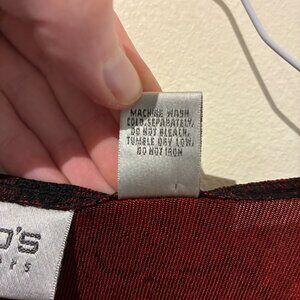 MACHINE WASH
COLD, SEPARATELY,
DO NOT BLEACH,
TUMBLE DRY LOW,
DO NOT IRON